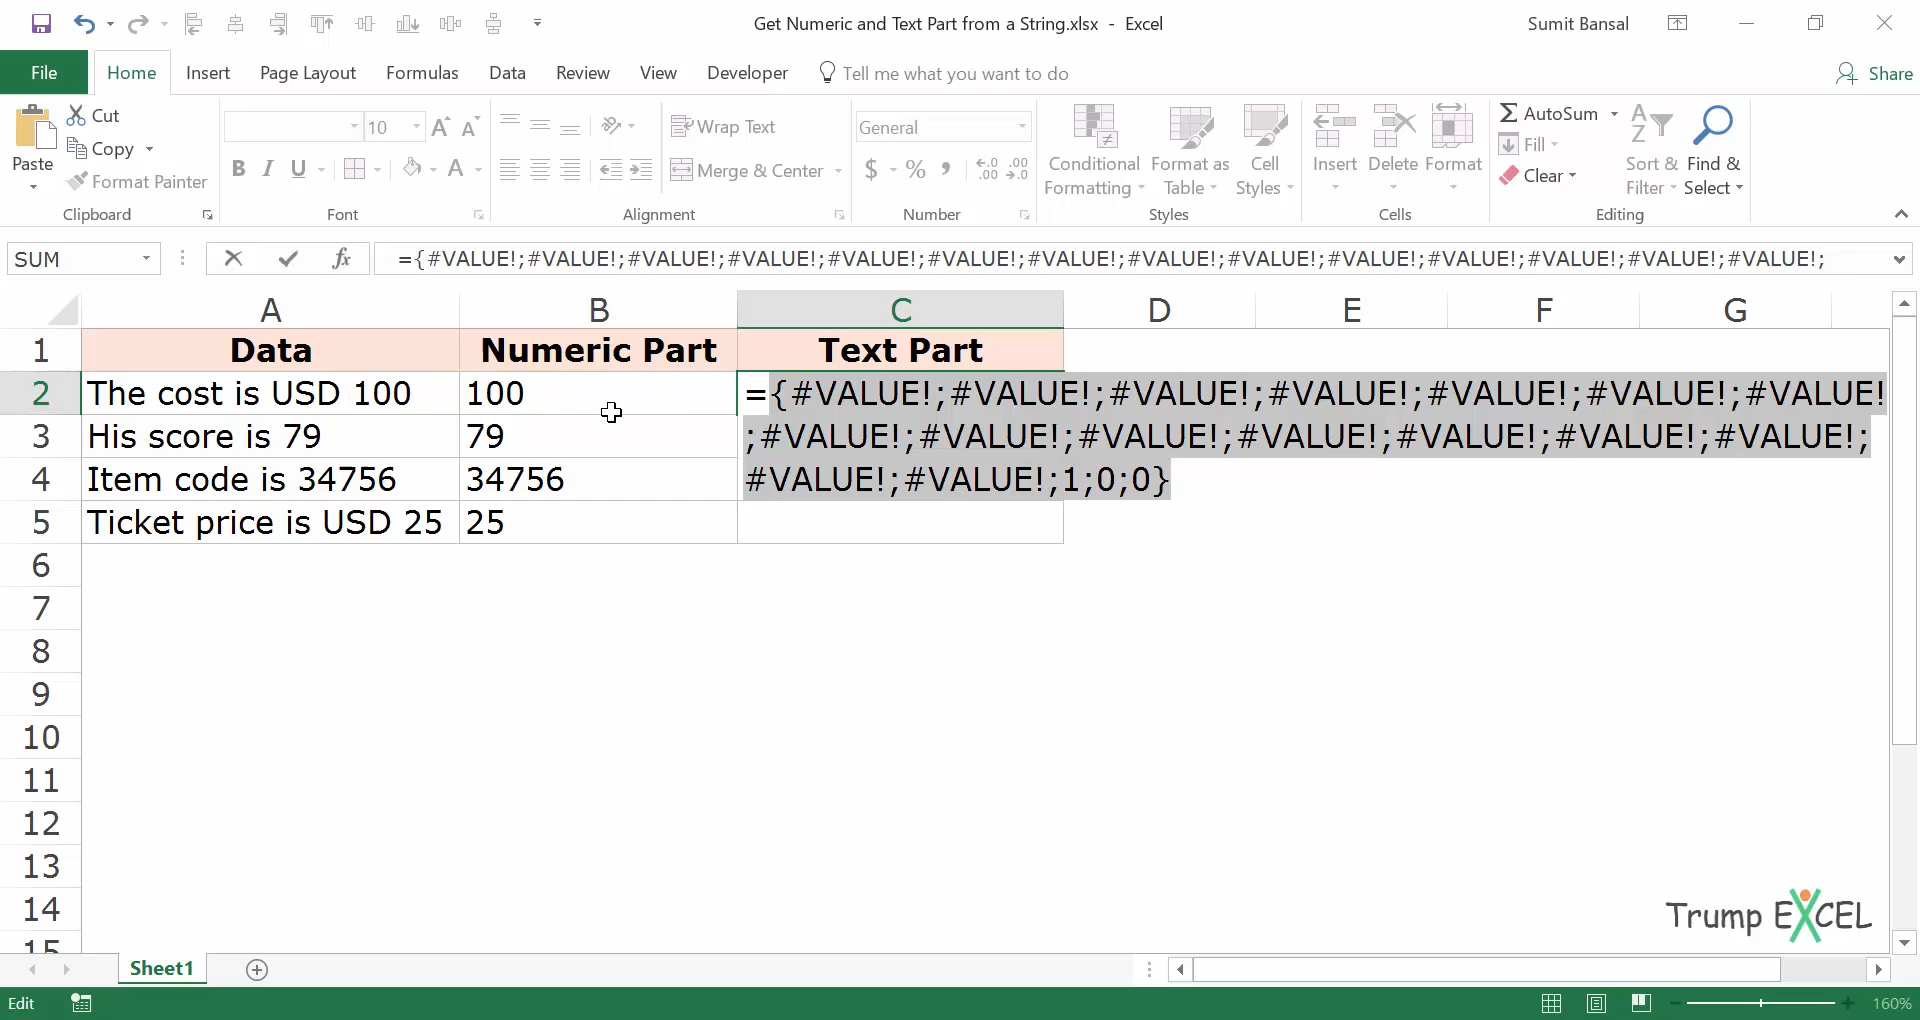 Get Numeric and Text Part from a String.xlsx - Excel
Sumit Bansal
File Home Insert Page Layout Formulas Data Review View Developer Tell me what you want to do Share
Paste
Cut
Copy
Format Painter
Clipboard
10 A A
B I U A
Font
Wrap Text
Merge & Center
Alignment
General
$ % ,
←.0 .00
.00 →.0
Number
Conditional Formatting
Format as Table
Cell Styles
Styles
Insert Delete Format
Cells
AutoSum
Fill
Clear
Sort & Filter
Find & Select
Editing
SUM fx ={#VALUE!;#VALUE!;#VALUE!;#VALUE!;#VALUE!;#VALUE!;#VALUE!;#VALUE!;#VALUE!;#VALUE!;#VALUE!;#VALUE!;#VALUE!;#VALUE!;
A B C D E F G
1 Data Numeric Part Text Part
2 The cost is USD 100 100 ={#VALUE!;#VALUE!;#VALUE!;#VALUE!;#VALUE!;#VALUE!;#VALUE!
3 His score is 79 79 ;#VALUE!;#VALUE!;#VALUE!;#VALUE!;#VALUE!;#VALUE!;#VALUE!;
4 Item code is 34756 34756 #VALUE!;#VALUE!;1;0;0}
5 Ticket price is USD 25 25
6
7
8
9
10
11
12
13
14
15
Trump EXCEL
Sheet1
Edit
160%